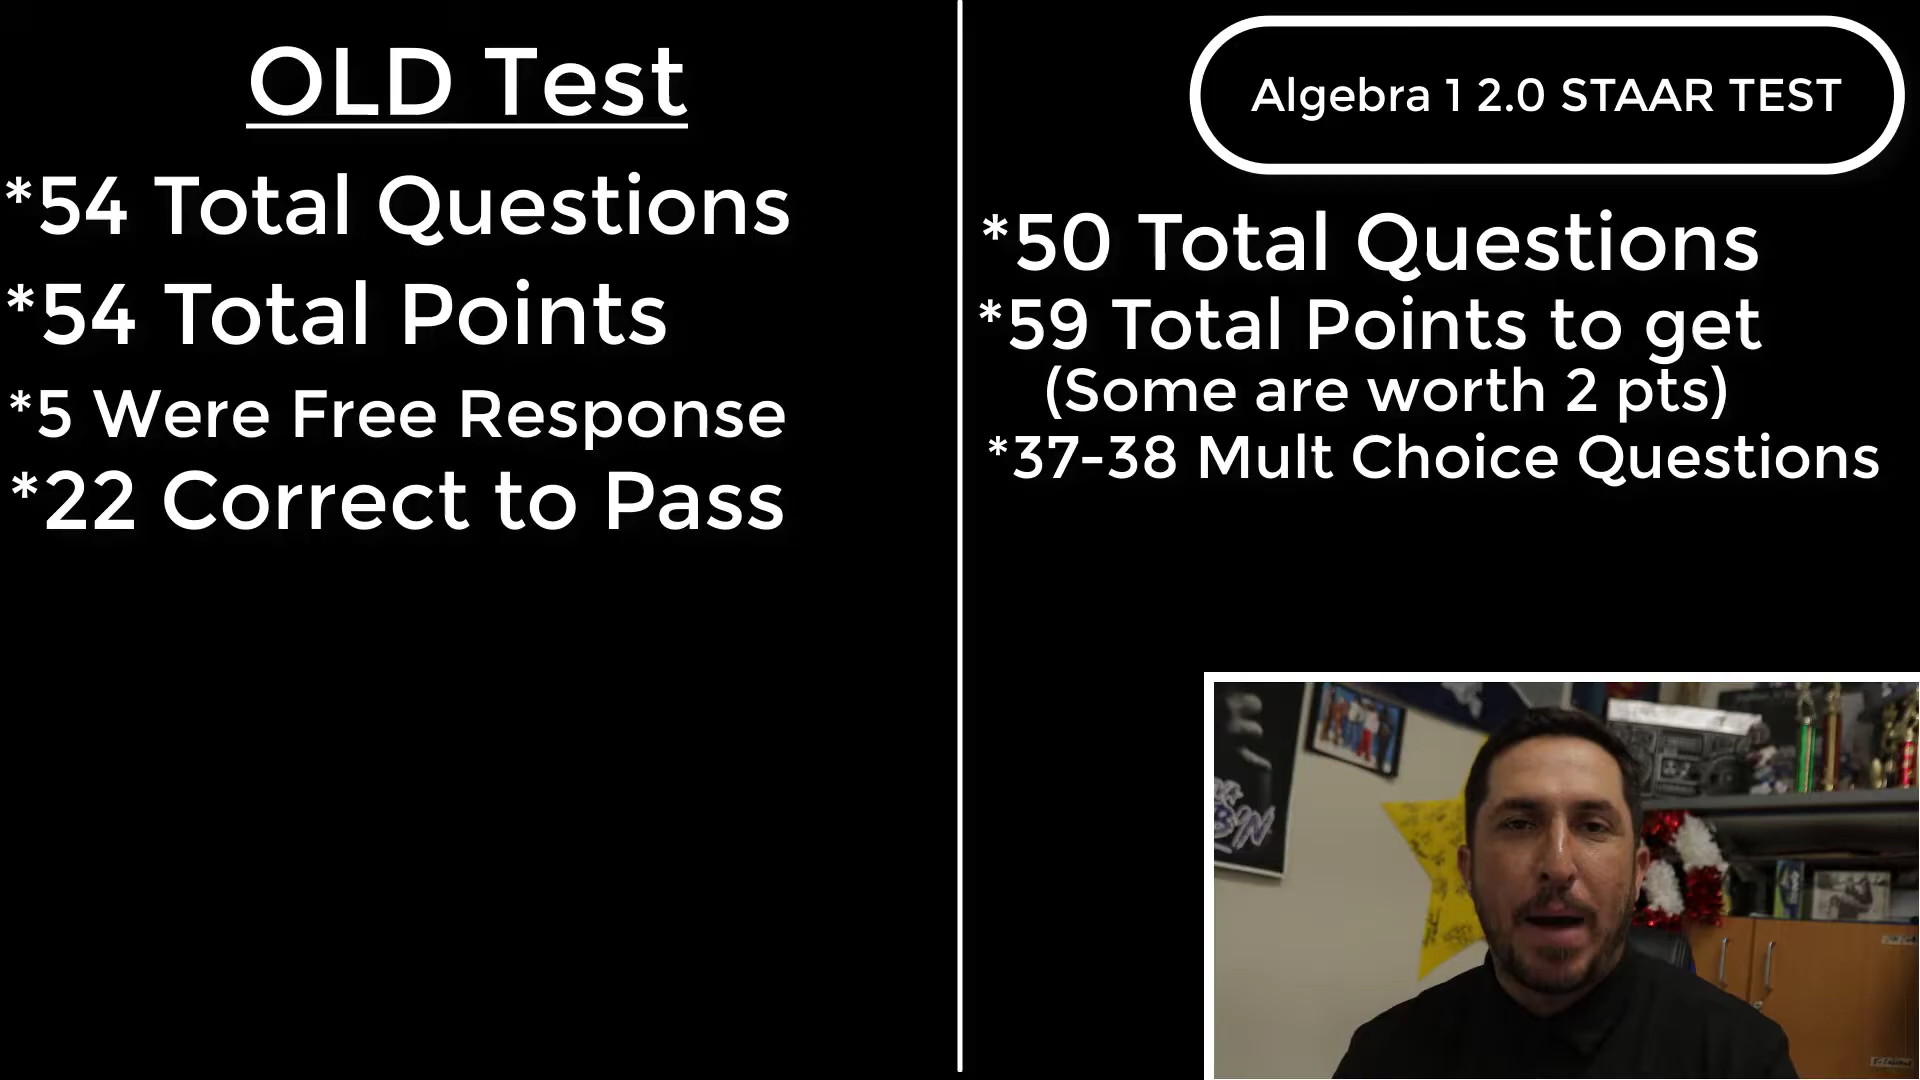 OLD Test
*54 Total Questions
*54 Total Points
*5 Were Free Response
*22 Correct to Pass
Algebra 1 2.0 STAAR TEST
*50 Total Questions
*59 Total Points to get
(Some are worth 2 pts)
*37-38 Mult Choice Questions